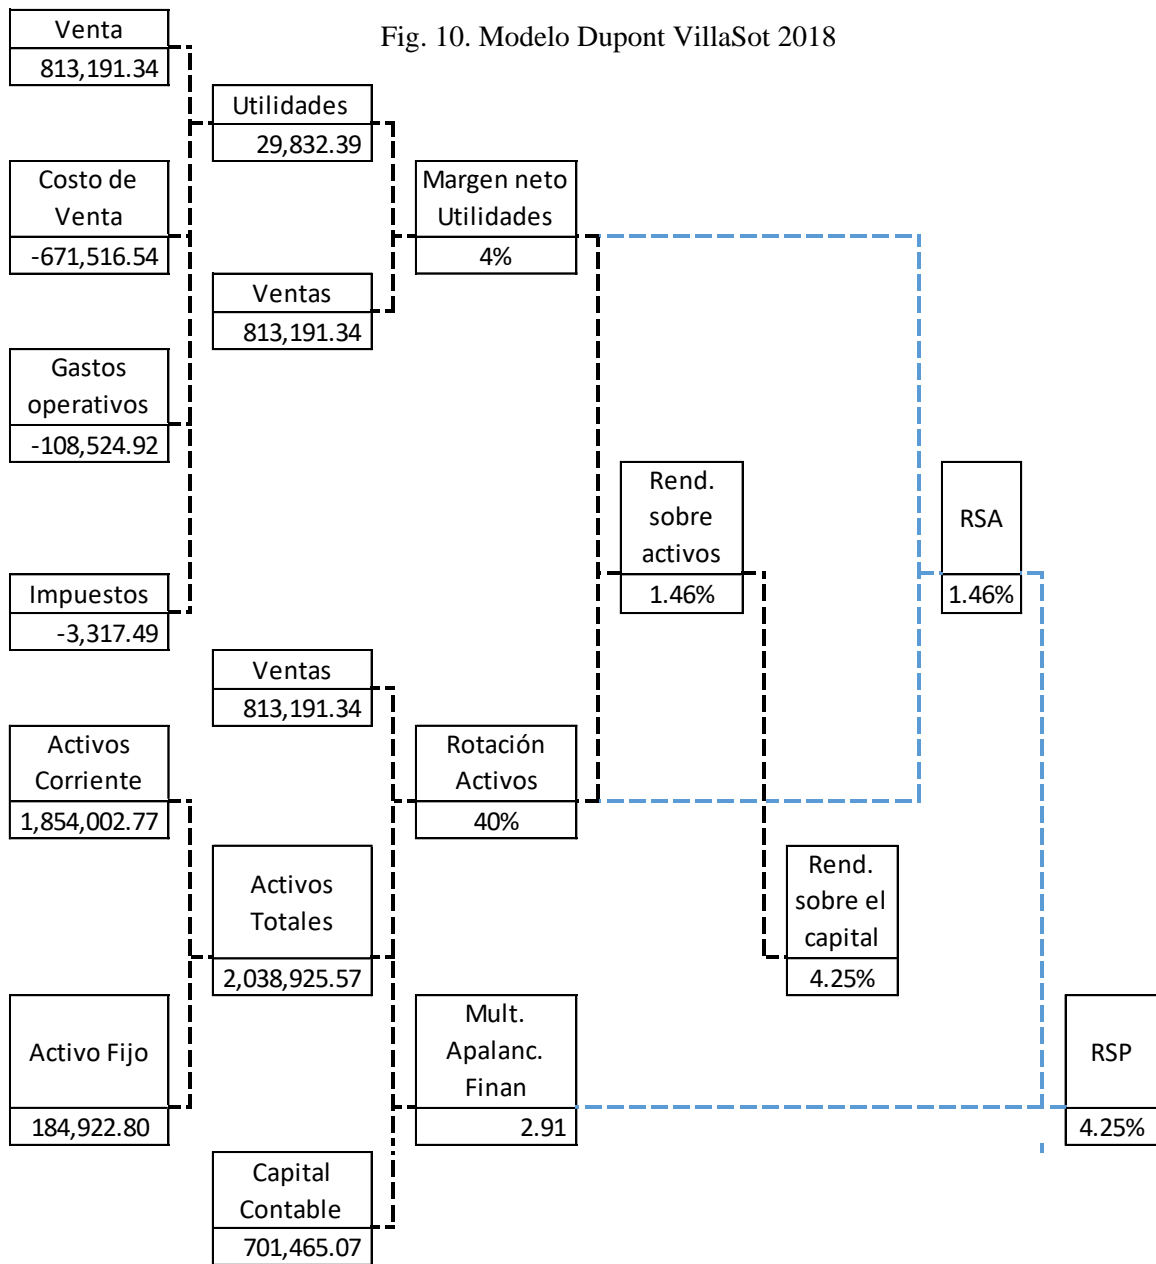 Fig. 10. Modelo Dupont VillaSot 2018
Venta
813,191.34
Utilidades
29,832.39
Costo de
Venta
-671,516.54
Margen neto
Utilidades
4%
Ventas
813,191.34
Gastos
operativos
-108,524.92
Rend.
sobre
activos
1.46%
RSA
1.46%
Impuestos
-3,317.49
Ventas
813,191.34
Activos
Corriente
1,854,002.77
Rotación
Activos
40%
Activos
Totales
2,038,925.57
Rend.
sobre el
capital
4.25%
Activo Fijo
184,922.80
Mult.
Apalanc.
Finan
2.91
RSP
4.25%
Capital
Contable
701,465.07